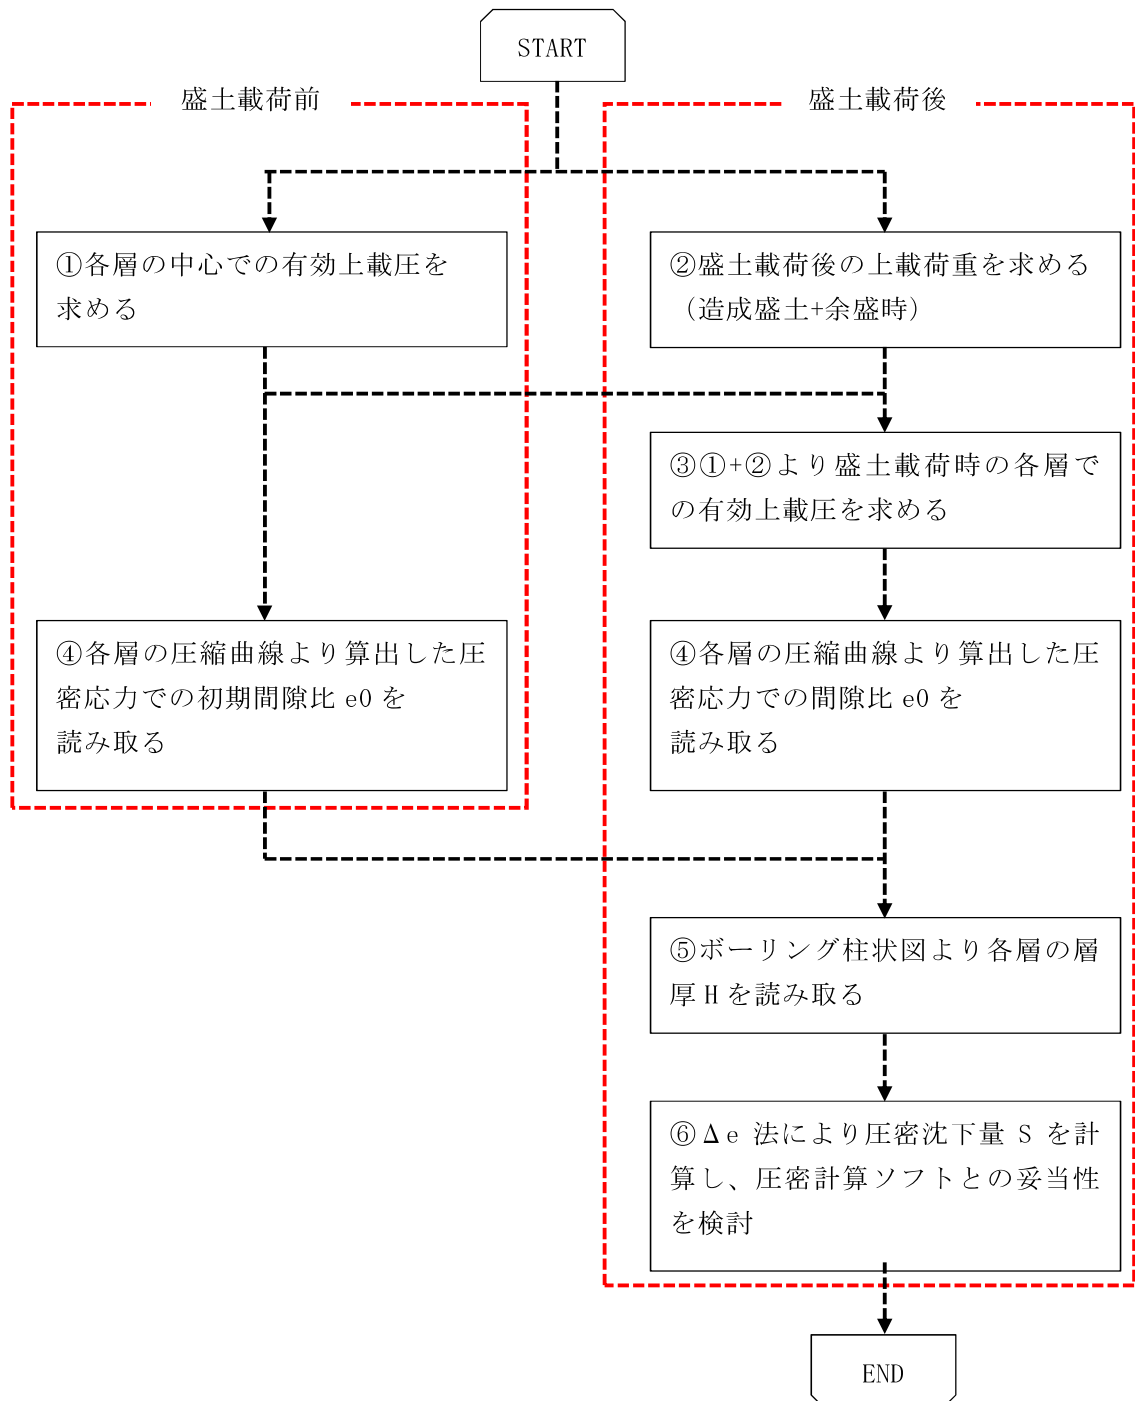 START
盛土載荷前
盛土載荷後
①各層の中心での有効上載圧を
求める
②盛土載荷後の上載荷重を求める
（造成盛土+余盛時）
③①+②より盛土載荷時の各層で
の有効上載圧を求める
④各層の圧縮曲線より算出した圧
密応力での初期間隙比 e0 を
読み取る
④各層の圧縮曲線より算出した圧
密応力での間隙比 e0 を
読み取る
⑤ボーリング柱状図より各層の層
厚 H を読み取る
⑥Δe 法により圧密沈下量 S を計
算し、圧密計算ソフトとの妥当性
を検討
END